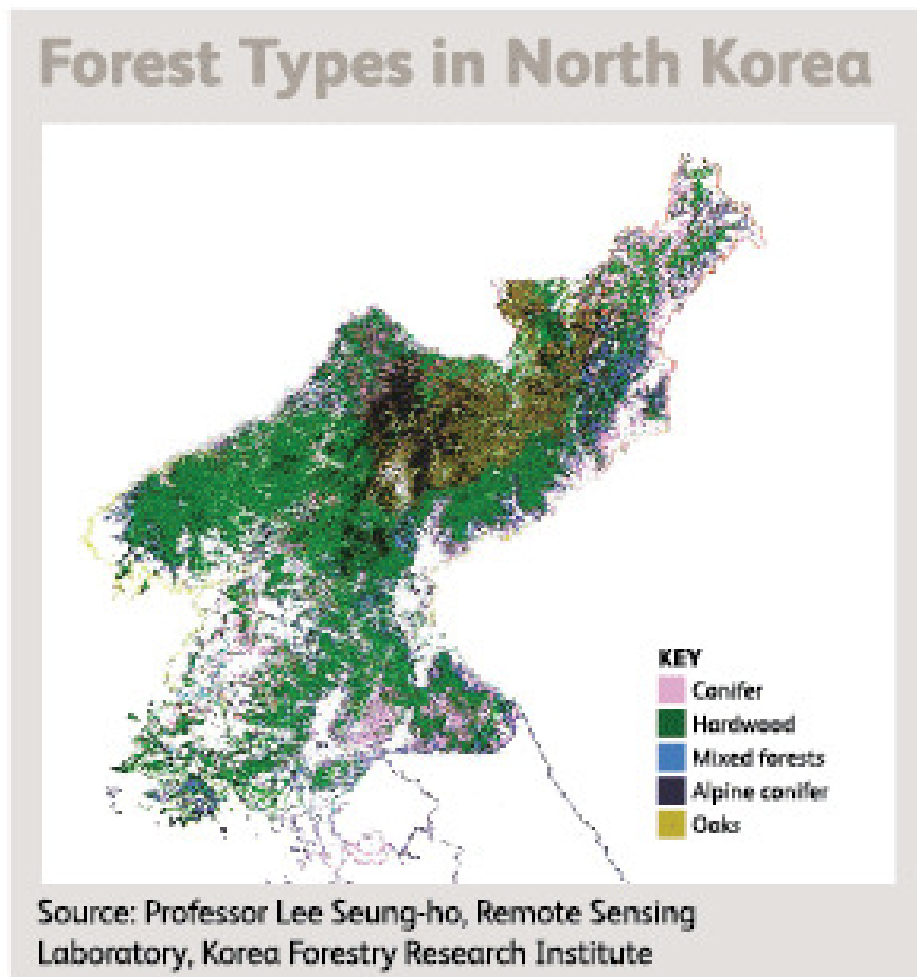 Forest Types in North Korea
KEY
Conifer
Hardwood
Mixed forests
Alpine conifer
Oaks
Source: Professor Lee Seung-ho, Remote Sensing
Laboratory, Korea Forestry Research Institute